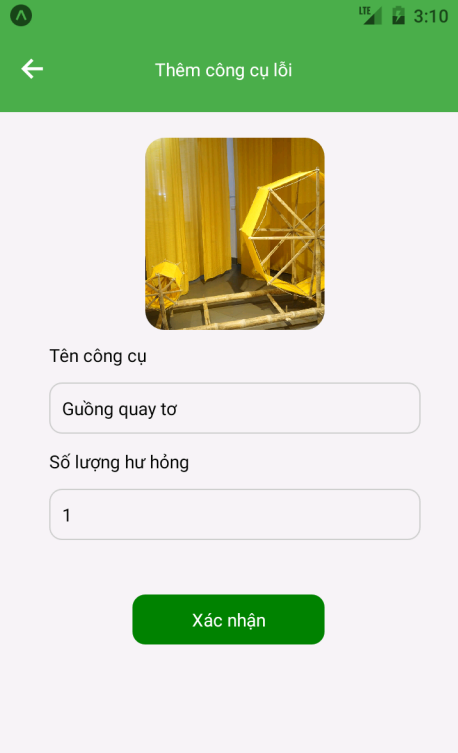 LTE 3:10
Thêm công cụ lỗi
Tên công cụ
Guồng quay tơ
Số lượng hư hỏng
1
Xác nhận